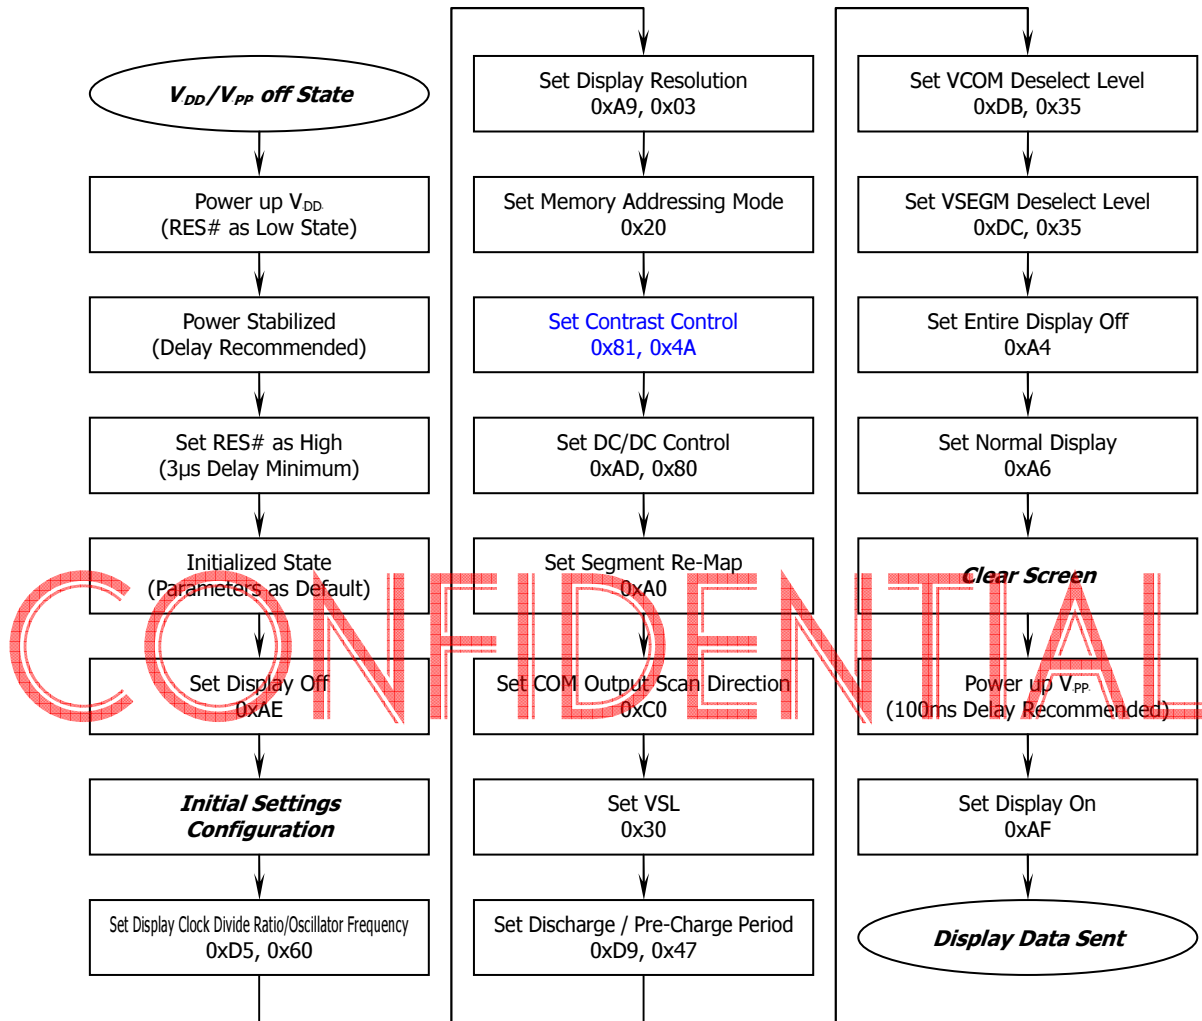 VDD/VPP off State
Power up VDD.
(RES# as Low State)
Power Stabilized
(Delay Recommended)
Set RES# as High
(3µs Delay Minimum)
Initialized State
(Parameters as Default)
Set Display Off
0xAE
Initial Settings
Configuration
Set Display Clock Divide Ratio/Oscillator Frequency
0xD5, 0x60
Set Display Resolution
0xA9, 0x03
Set Memory Addressing Mode
0x20
Set Contrast Control
0x81, 0x4A
Set DC/DC Control
0xAD, 0x80
Set Segment Re-Map
0xA0
Set COM Output Scan Direction
0xC0
Set VSL
0x30
Set Discharge / Pre-Charge Period
0xD9, 0x47
Set VCOM Deselect Level
0xDB, 0x35
Set VSEGM Deselect Level
0xDC, 0x35
Set Entire Display Off
0xA4
Set Normal Display
0xA6
Clear Screen
Power up VPP.
(100ms Delay Recommended)
Set Display On
0xAF
Display Data Sent
CONFIDENTIAL